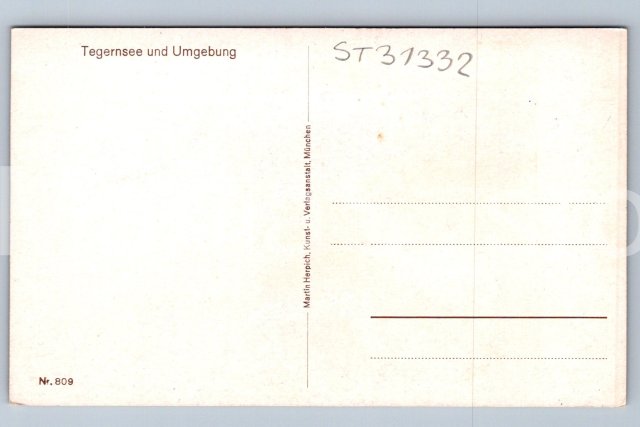 Tegernsee und Umgebung
ST31332
Martin Herpich, Kunst- u. Verlagsanstalt, München
Nr. 809